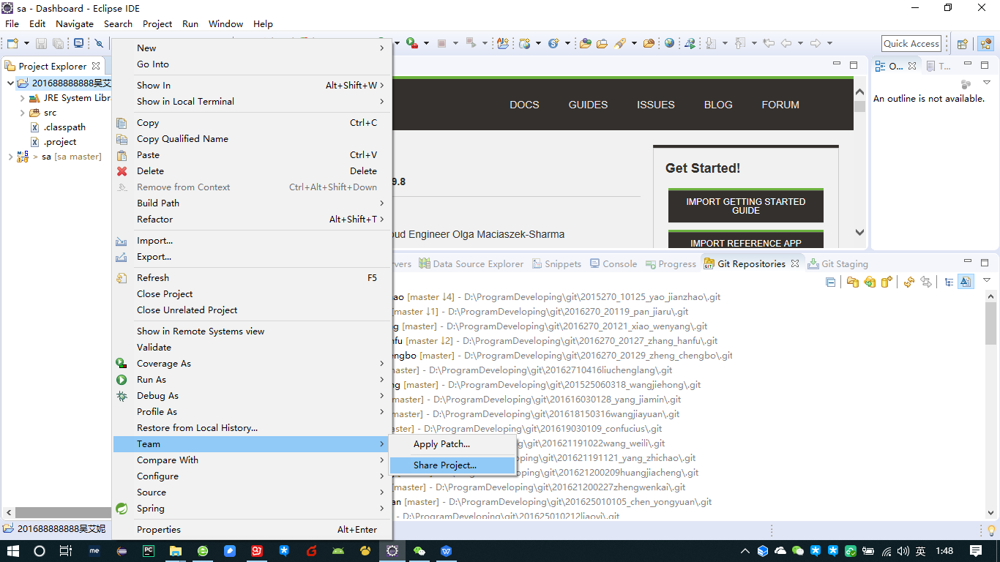 sa - Dashboard - Eclipse IDE
File Edit Navigate Search Project Run Window Help
Quick Access
Project Explorer
201688888888吴艾
JRE System Libr
src
.classpath
.project
> sa [sa master]
New
Go Into
Show In Alt+Shift+W
Show in Local Terminal
Copy Ctrl+C
Copy Qualified Name
Paste Ctrl+V
Delete Delete
Remove from Context Ctrl+Alt+Shift+Down
Build Path
Refactor Alt+Shift+T
Import...
Export...
Refresh F5
Close Project
Close Unrelated Project
Show in Remote Systems view
Validate
Coverage As
Run As
Debug As
Profile As
Restore from Local History...
Team
Compare With
Configure
Source
Spring
Properties Alt+Enter
Apply Patch...
Share Project...
DOCS GUIDES ISSUES BLOG FORUM
9.8
oud Engineer Olga Maciaszek-Sharma
Get Started!
IMPORT GETTING STARTED
GUIDE
IMPORT REFERENCE APP
O... T...
An outline is not available.
rvers Data Source Explorer Snippets Console Progress Git Repositories Git Staging
ao [master ↓4] - D:\ProgramDeveloping\git\2015270_10125_yao_jianzhao\.git
[master ↓1] - D:\ProgramDeveloping\git\2016270_20119_pan_jiaru\.git
g [master] - D:\ProgramDeveloping\git\2016270_20121_xiao_wenyang\.git
nfu [master ↓2] - D:\ProgramDeveloping\git\2016270_20127_zhang_hanfu\.git
engbo [master] - D:\ProgramDeveloping\git\2016270_20129_zheng_chengbo\.git
] - D:\ProgramDeveloping\git\20162710416liuchenglang\.git
ng [master] - D:\ProgramDeveloping\git\201525060318_wangjiehong\.git
master] - D:\ProgramDeveloping\git\201616030128_yang_jiamin\.git
master] - D:\ProgramDeveloping\git\201618150316wangjiayuan\.git
aster] - D:\ProgramDeveloping\git\201619030109_confucius\.git
g\git\201621191022wang_weili\.git
ping\git\201621191121_yang_zhichao\.git
g\git\201621200209huangjiacheng\.git
[master] - D:\ProgramDeveloping\git\201621200227zhengwenkai\.git
an [master] - D:\ProgramDeveloping\git\201625010105_chen_yongyuan\.git
- D:\ProgramDeveloping\git\201625010212liaoyi\.git
201688888888吴艾妮
英 1:48